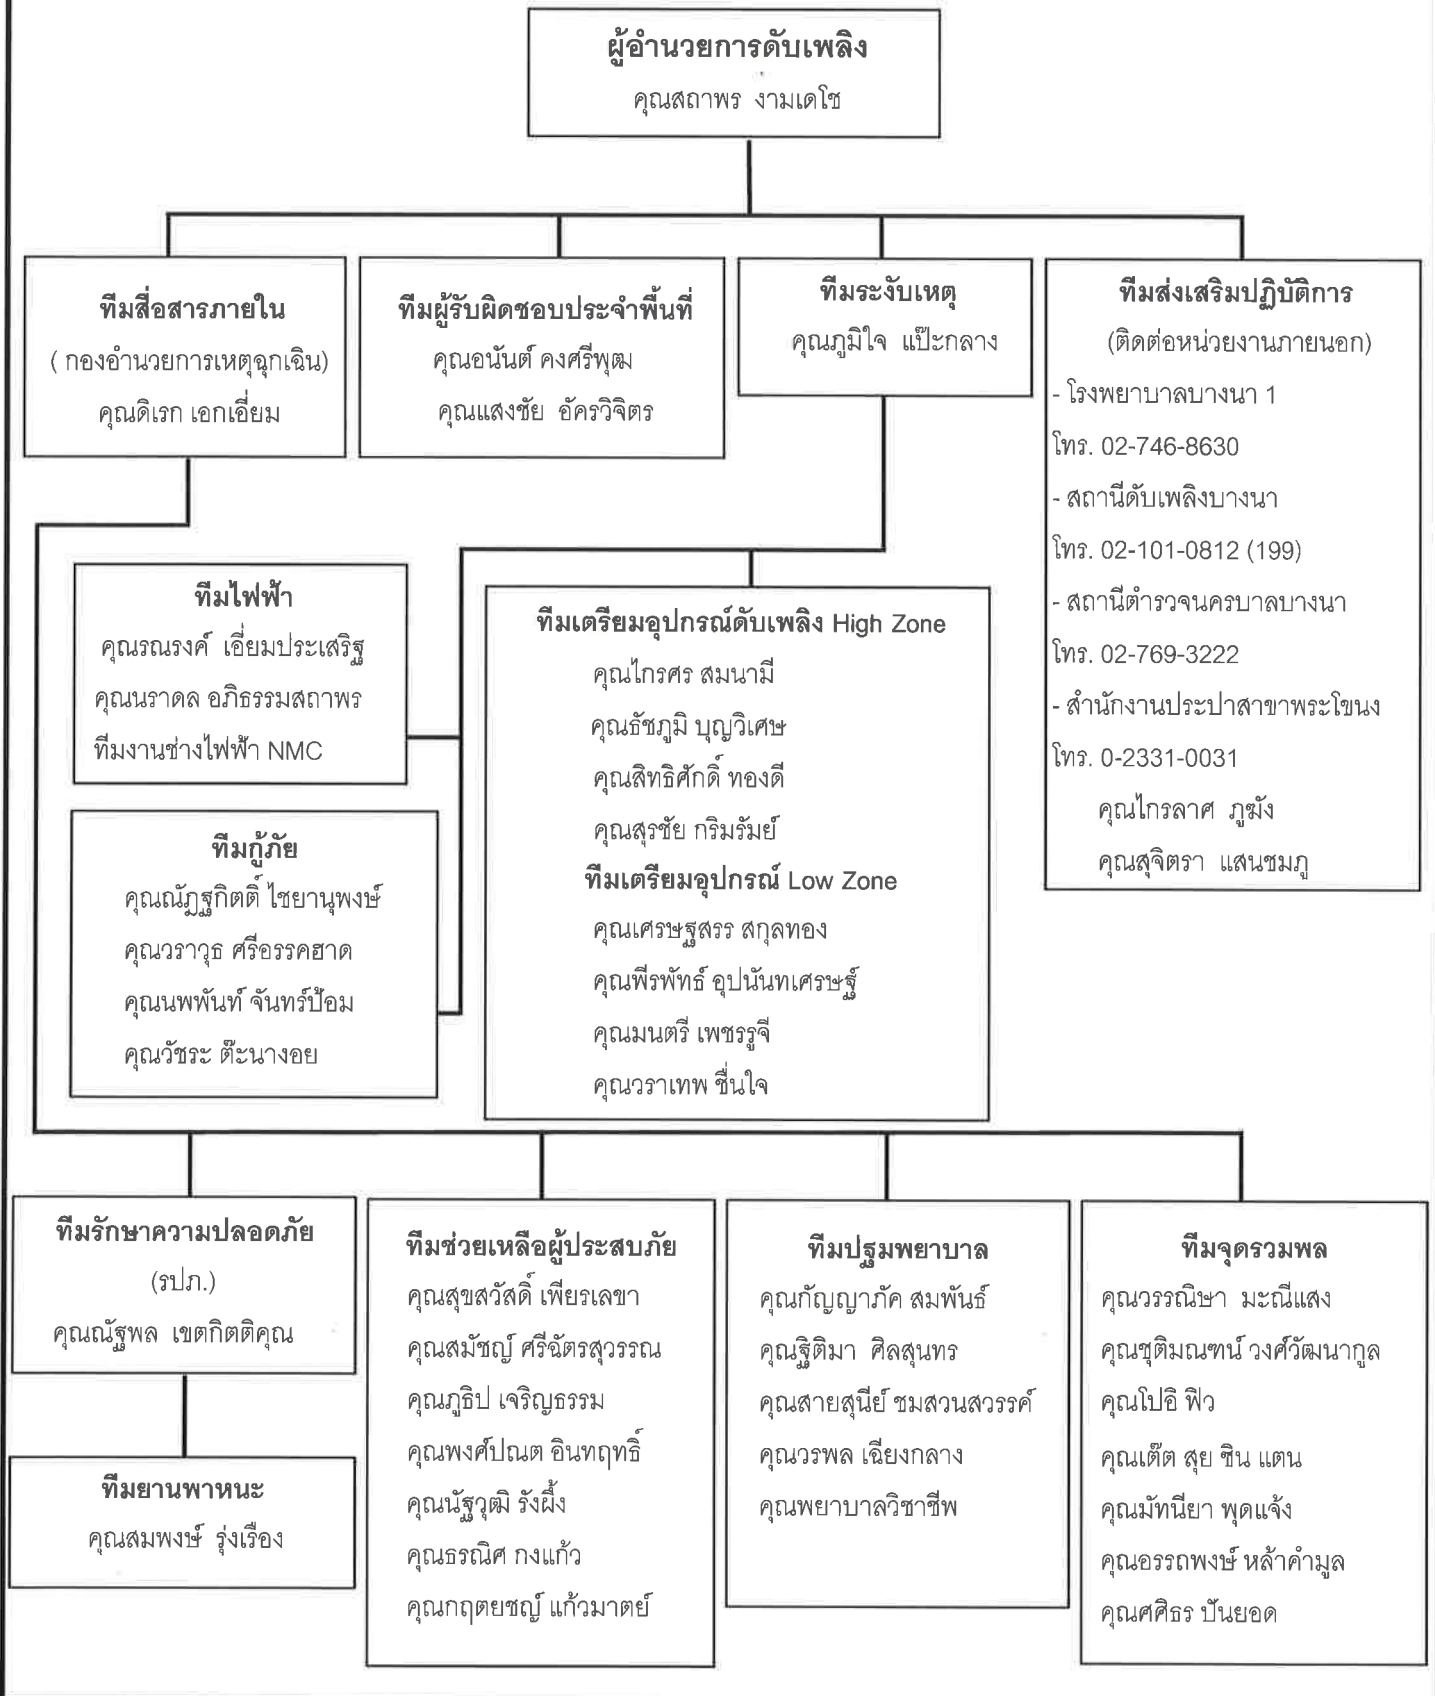 ผู้อำนวยการดับเพลิง
คุณสถาพร งามเดโช
ทีมสื่อสารภายใน
( กองอำนวยการเหตุฉุกเฉิน)
คุณดิเรก เอกเอี่ยม
ทีมผู้รับผิดชอบประจำพื้นที่
คุณอนันต์ คงศรีพุฒ
คุณแสงชัย อัครวิจิตร
ทีมระงับเหตุ
คุณภูมิใจ แป๊ะกลาง
ทีมส่งเสริมปฏิบัติการ
(ติดต่อหน่วยงานภายนอก)
- โรงพยาบาลบางนา 1
โทร. 02-746-8630
- สถานีดับเพลิงบางนา
โทร. 02-101-0812 (199)
- สถานีตำรวจนครบาลบางนา
โทร. 02-769-3222
- สำนักงานประปาสาขาพระโขนง
โทร. 0-2331-0031
คุณไกรลาศ ภูฆัง
คุณสุจิตรา แสนชมภู
ทีมไฟฟ้า
คุณรณรงค์ เอี่ยมประเสริฐ
คุณนราดล อภิธรรมสถาพร
ทีมงานช่างไฟฟ้า NMC
ทีมกู้ภัย
คุณณัฏฐกิตติ์ ไชยานุพงษ์
คุณวราวุธ ศรีอรรคฮาด
คุณนพพันท์ จันทร์ป้อม
คุณวัชระ ต๊ะนางอย
ทีมเตรียมอุปกรณ์ดับเพลิง High Zone
คุณไกรศร สมนามี
คุณธัชภูมิ บุญวิเศษ
คุณสิทธิศักดิ์ ทองดี
คุณสุรชัย กริมรัมย์
ทีมเตรียมอุปกรณ์ Low Zone
คุณเศรษฐสรร สกุลทอง
คุณพีรพัทธ์ อุปนันทเศรษฐ์
คุณมนตรี เพชรรูจี
คุณวราเทพ ชื่นใจ
ทีมรักษาความปลอดภัย
(รปภ.)
คุณณัฐพล เขตกิตติคุณ
ทีมยานพาหนะ
คุณสมพงษ์ รุ่งเรือง
ทีมช่วยเหลือผู้ประสบภัย
คุณสุขสวัสดิ์ เพียรเลขา
คุณสมัชญ์ ศรีฉัตรสุวรรณ
คุณภูธิป เจริญธรรม
คุณพงศ์ปณต อินทฤทธิ์
คุณนัฐวุฒิ รังผึ้ง
คุณธรณิศ กงแก้ว
คุณกฤตยชญ์ แก้วมาตย์
ทีมปฐมพยาบาล
คุณกัญญาภัค สมพันธ์
คุณฐิติมา ศิลสุนทร
คุณสายสุนีย์ ชมสวนสวรรค์
คุณวรพล เฉียงกลาง
คุณพยาบาลวิชาชีพ
ทีมจุดรวมพล
คุณวรรณิษา มะณีแสง
คุณชุติมณฑน์ วงศ์วัฒนากูล
คุณโปอิ ฟิว
คุณเต๊ต สุย ชิน แตน
คุณมัทนียา พุดแจ้ง
คุณอรรถพงษ์ หล้าคำมูล
คุณศศิธร ปันยอด